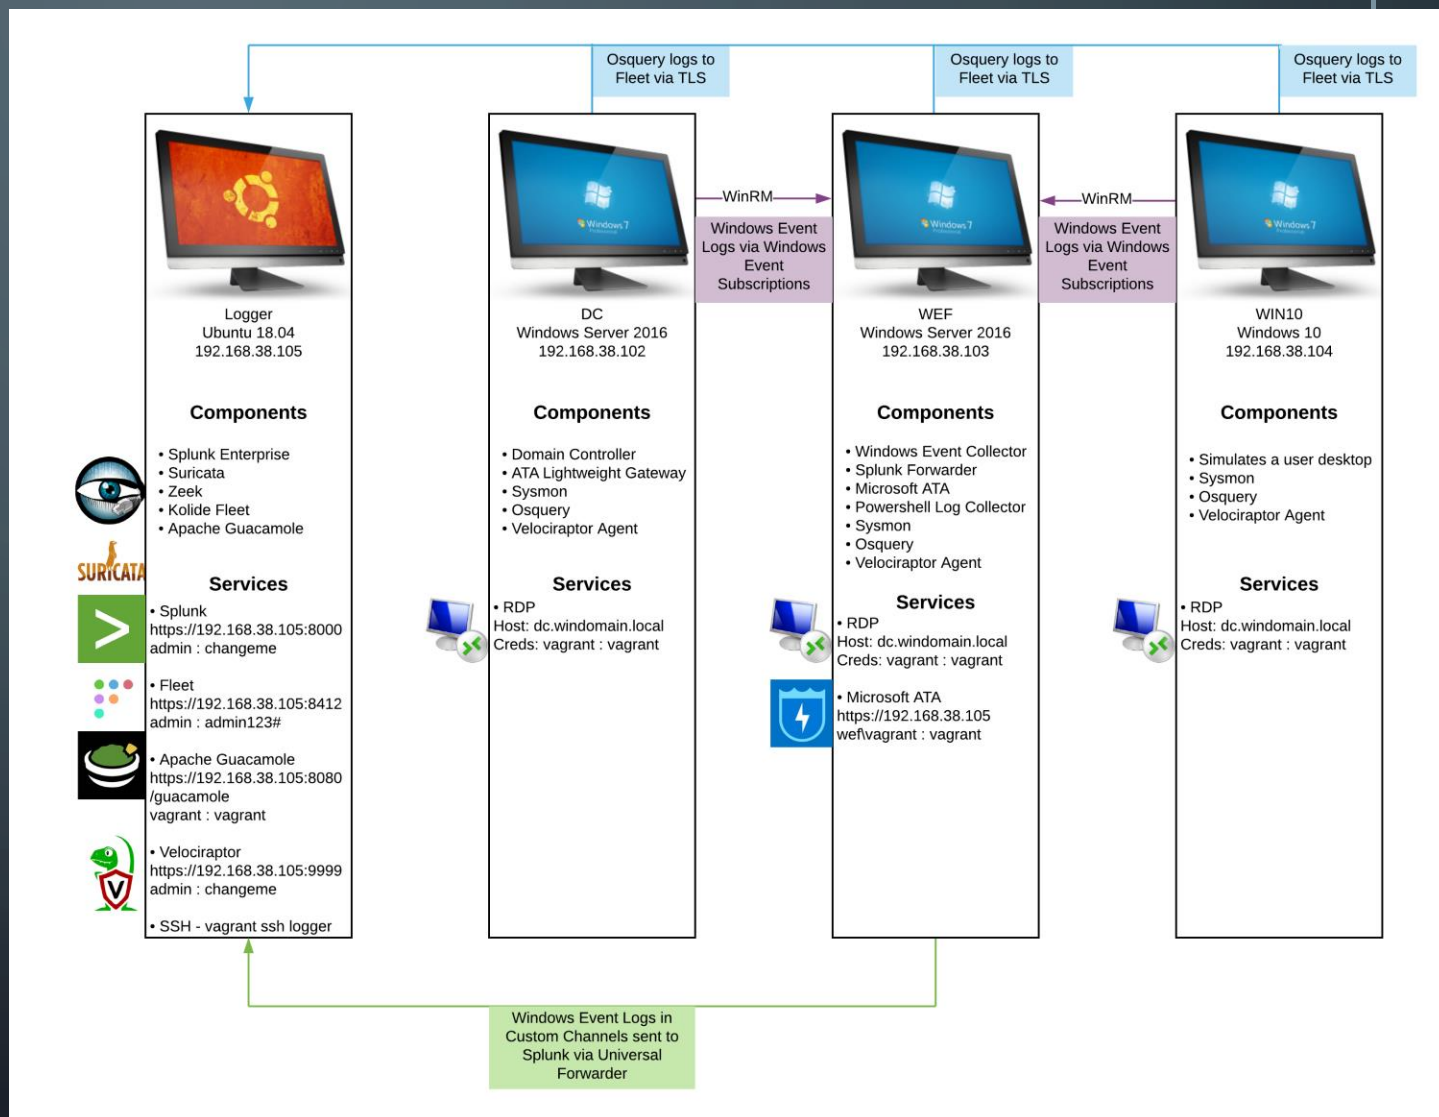 Osquery logs to
Fleet via TLS
Osquery logs to
Fleet via TLS
Osquery logs to
Fleet via TLS
Windows 7
Professional
Windows 7
Professional
Windows 7
Professional
WinRM
Windows Event
Logs via Windows
Event
Subscriptions
WinRM
Windows Event
Logs via Windows
Event
Subscriptions
Logger
Ubuntu 18.04
192.168.38.105
Components
• Splunk Enterprise
• Suricata
• Zeek
• Kolide Fleet
• Apache Guacamole
SURICATA
Services
>
• Splunk
https://192.168.38.105:8000
admin : changeme
• Fleet
https://192.168.38.105:8412
admin : admin123#
• Apache Guacamole
https://192.168.38.105:8080
/guacamole
vagrant : vagrant
V
• Velociraptor
https://192.168.38.105:9999
admin : changeme
• SSH - vagrant ssh logger
DC
Windows Server 2016
192.168.38.102
Components
• Domain Controller
• ATA Lightweight Gateway
• Sysmon
• Osquery
• Velociraptor Agent
Services
• RDP
Host: dc.windomain.local
Creds: vagrant : vagrant
WEF
Windows Server 2016
192.168.38.103
Components
• Windows Event Collector
• Splunk Forwarder
• Microsoft ATA
• Powershell Log Collector
• Sysmon
• Osquery
• Velociraptor Agent
Services
• RDP
Host: dc.windomain.local
Creds: vagrant : vagrant
• Microsoft ATA
https://192.168.38.105
wef\vagrant : vagrant
WIN10
Windows 10
192.168.38.104
Components
• Simulates a user desktop
• Sysmon
• Osquery
• Velociraptor Agent
Services
• RDP
Host: dc.windomain.local
Creds: vagrant : vagrant
Windows Event Logs in
Custom Channels sent to
Splunk via Universal
Forwarder